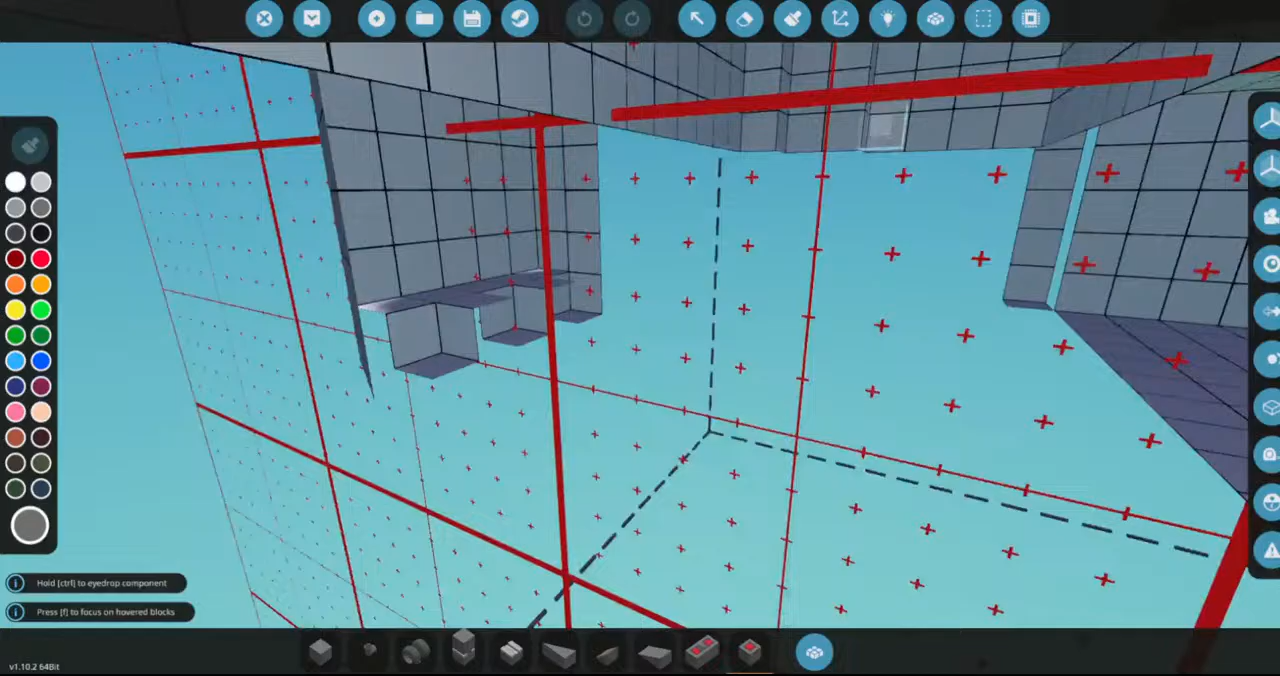 Hold [ctrl] to eyedrop component
Press [f] to focus on hovered blocks
v1.10.2 64Bit